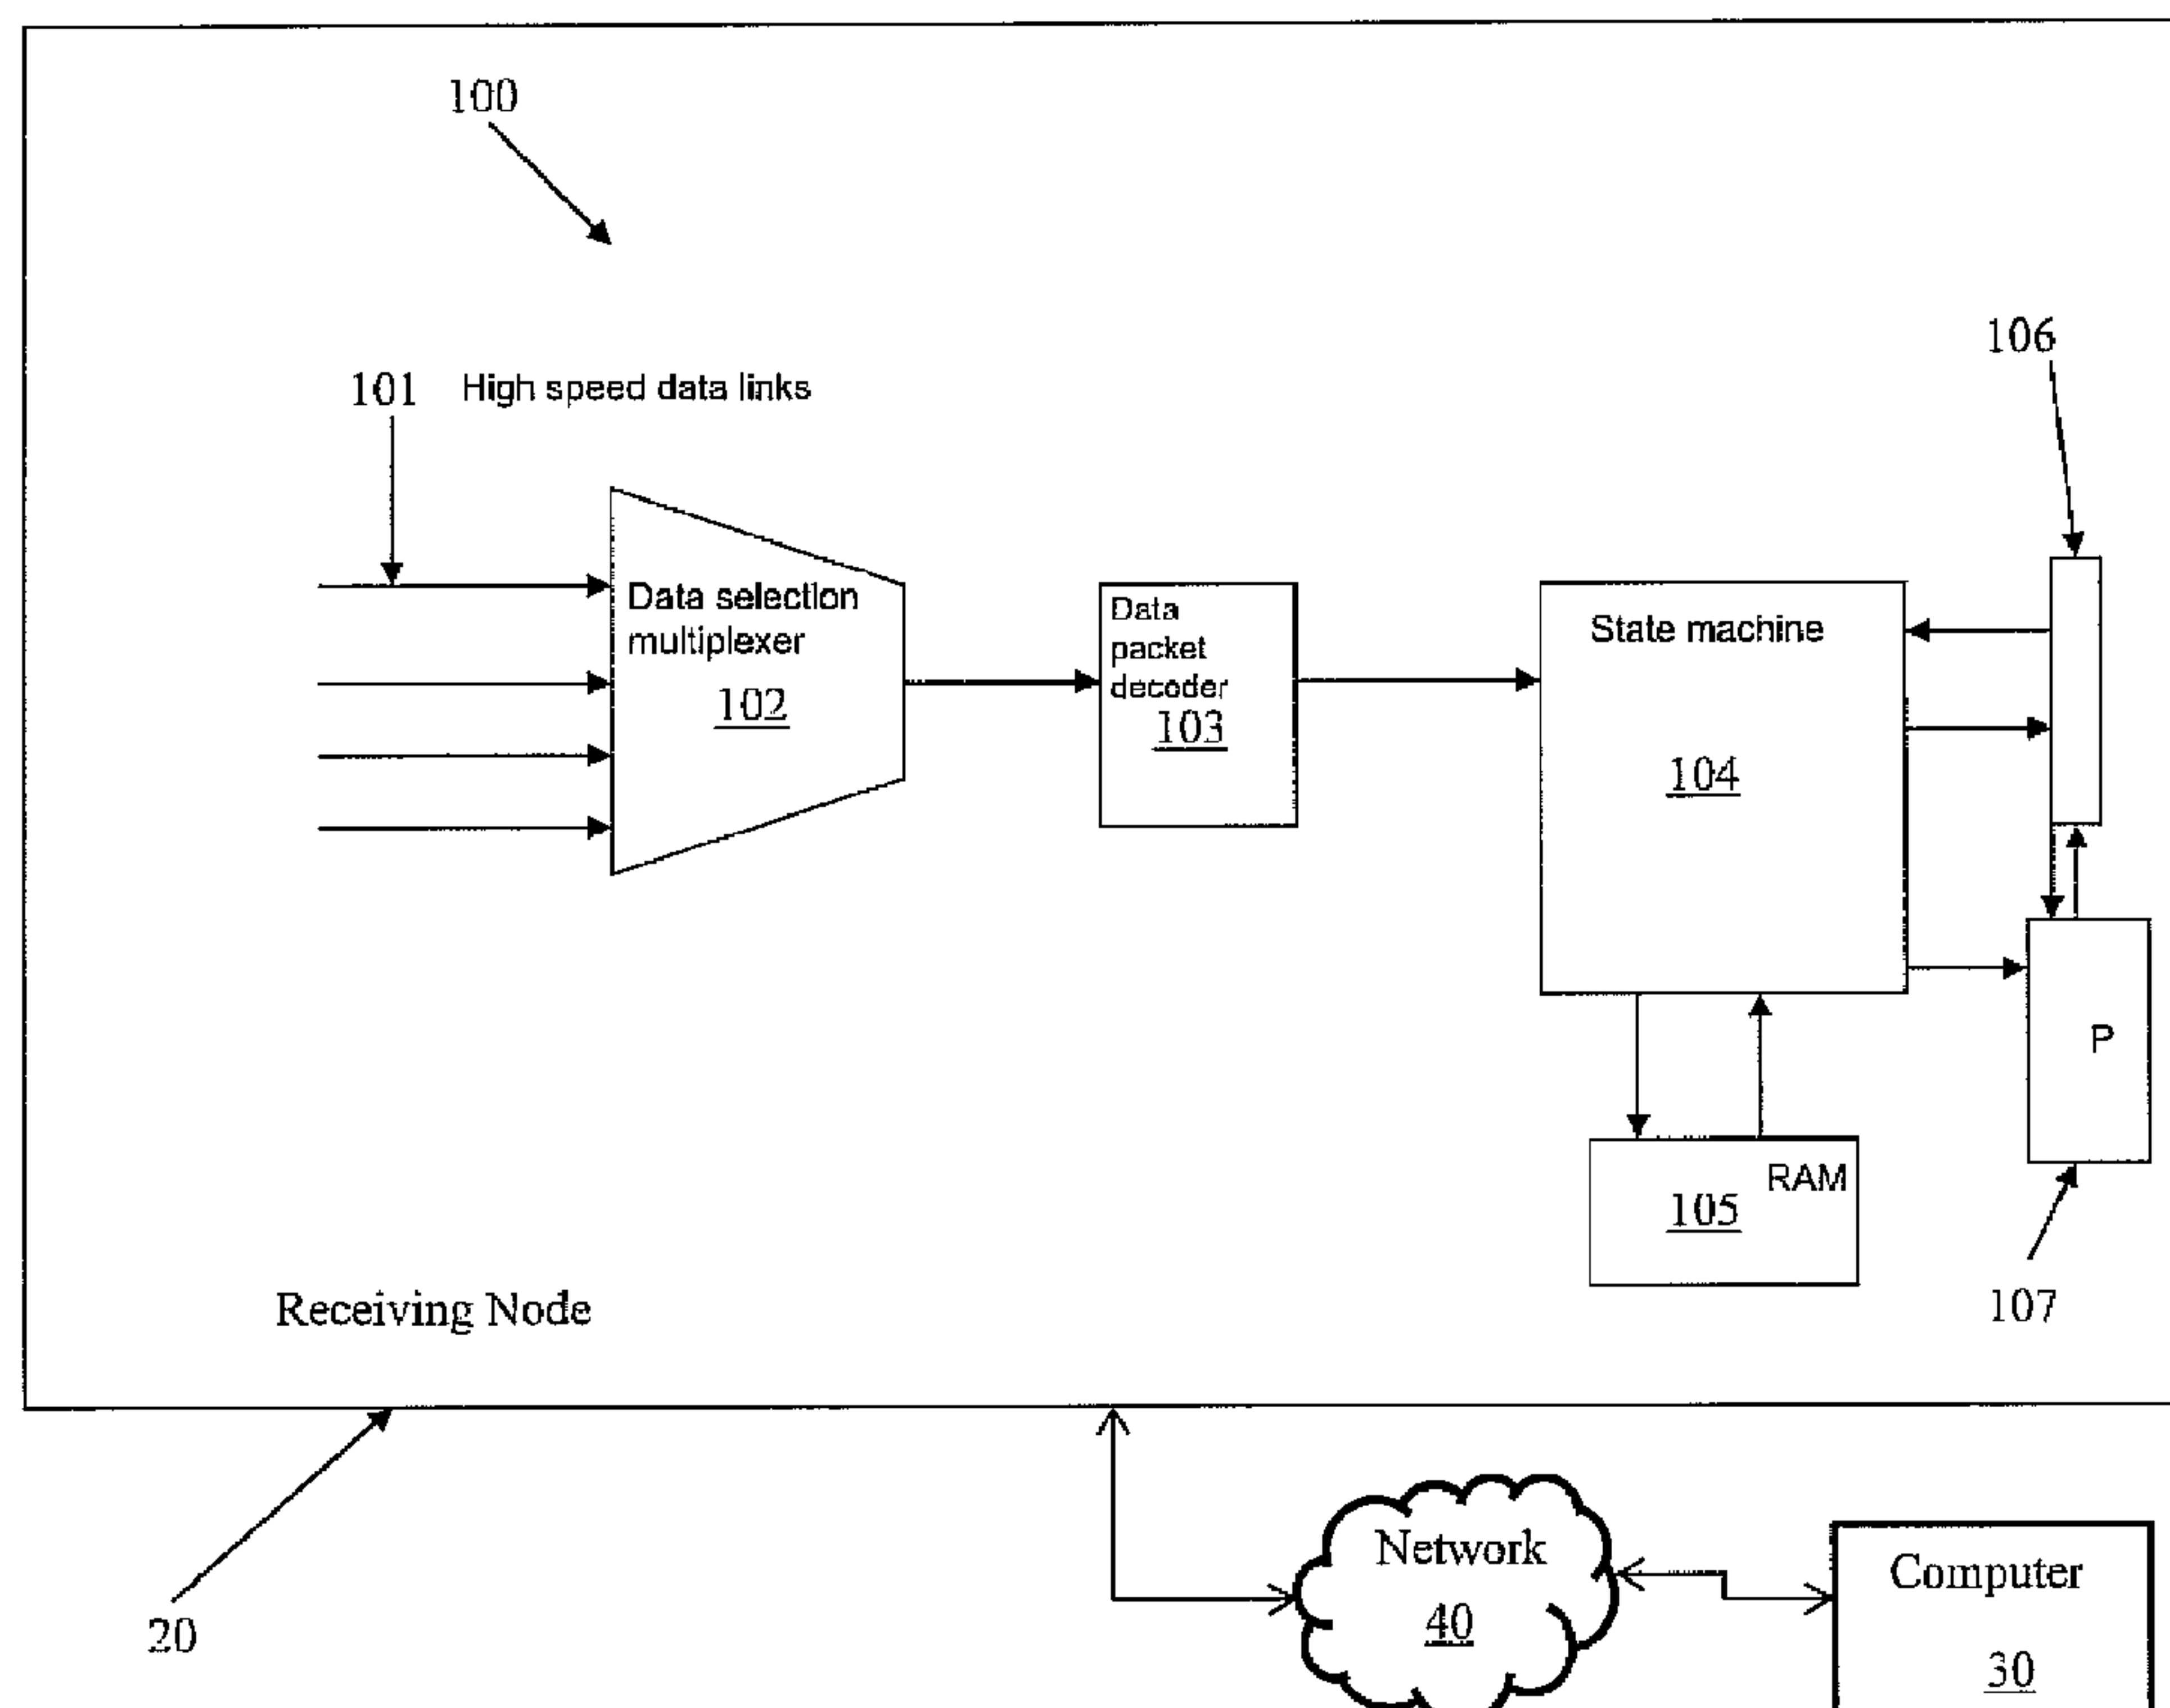 100
106
101 High speed data links
Data selection
multiplexer
102
Data
packet
decoder
103
State machine
104
P
RAM
105
107
Receiving Node
20
Network
40
Computer
30